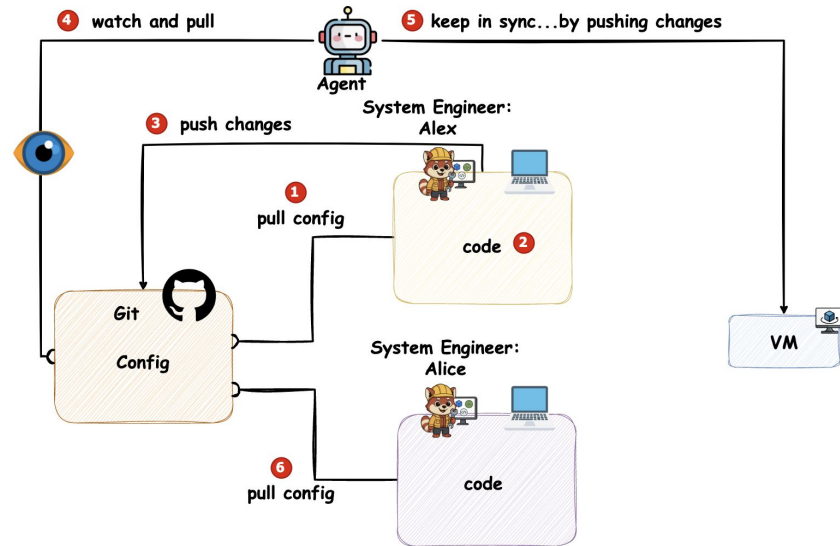 4 watch and pull
5 keep in sync...by pushing changes
Agent
System Engineer:
Alex
3 push changes
1
pull config
code 2
Git
Config
VM
System Engineer:
Alice
6
pull config
code